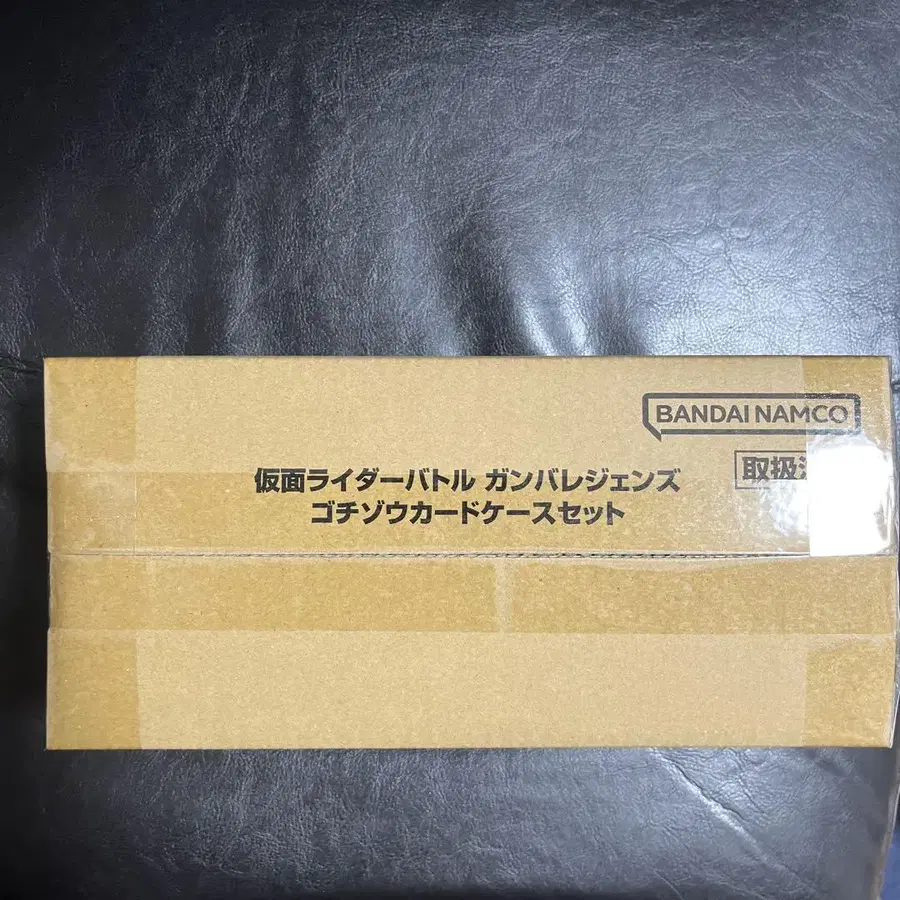 BANDAI NAMCO
取扱
仮面ライダーバトル ガンバレジェンズ
ゴチゾウカードケースセット